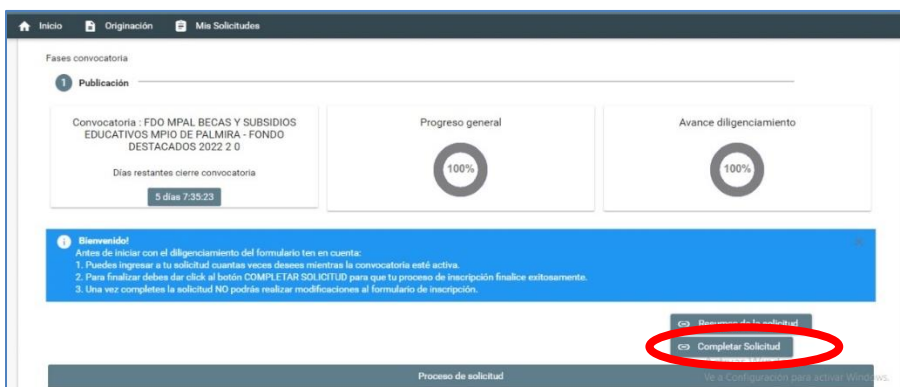 Inicio Originación Mis Solicitudes
Fases convocatoria
1 Publicación
Convocatoria : FDO MPAL BECAS Y SUBSIDIOS
EDUCATIVOS MPIO DE PALMIRA - FONDO
DESTACADOS 2022 2 0
Días restantes cierre convocatoria
5 días 7:35:23
Progreso general
100%
Avance diligenciamiento
100%
Bienvenido!
Antes de iniciar con el diligenciamiento del formulario ten en cuenta:
1. Puedes ingresar a tu solicitud cuantas veces desees mientras la convocatoria esté activa.
2. Para finalizar debes dar click al botón COMPLETAR SOLICITUD para que tu proceso de inscripción finalice exitosamente.
3. Una vez completes la solicitud NO podrás realizar modificaciones al formulario de inscripción.
Resumen de la solicitud
Completar Solicitud
Proceso de solicitud
Ve a Configuración para activar Windows.